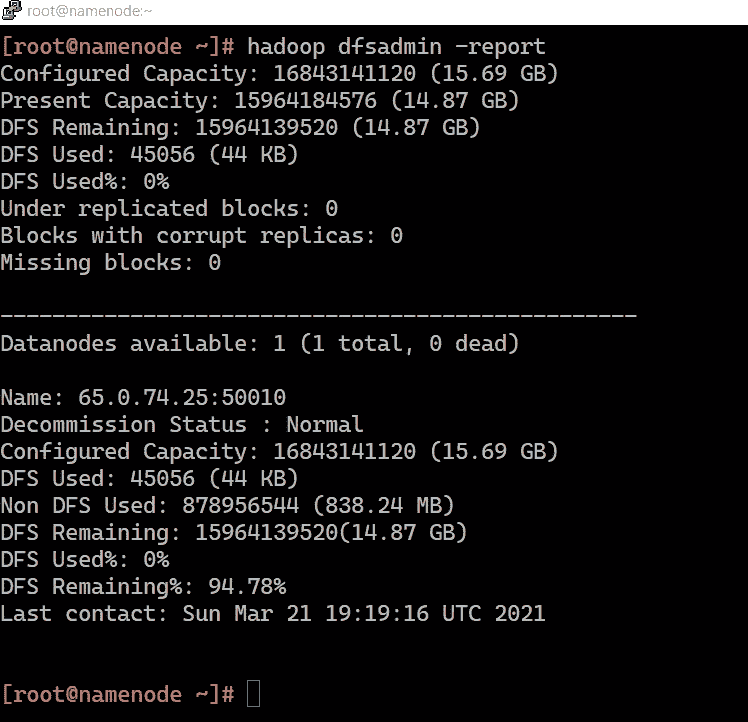 root@namenode:~
[root@namenode ~]# hadoop dfsadmin -report
Configured Capacity: 16843141120 (15.69 GB)
Present Capacity: 15964184576 (14.87 GB)
DFS Remaining: 15964139520 (14.87 GB)
DFS Used: 45056 (44 KB)
DFS Used%: 0%
Under replicated blocks: 0
Blocks with corrupt replicas: 0
Missing blocks: 0
-------------------------------------------------
Datanodes available: 1 (1 total, 0 dead)
Name: 65.0.74.25:50010
Decommission Status : Normal
Configured Capacity: 16843141120 (15.69 GB)
DFS Used: 45056 (44 KB)
Non DFS Used: 878956544 (838.24 MB)
DFS Remaining: 15964139520(14.87 GB)
DFS Used%: 0%
DFS Remaining%: 94.78%
Last contact: Sun Mar 21 19:19:16 UTC 2021
[root@namenode ~]#